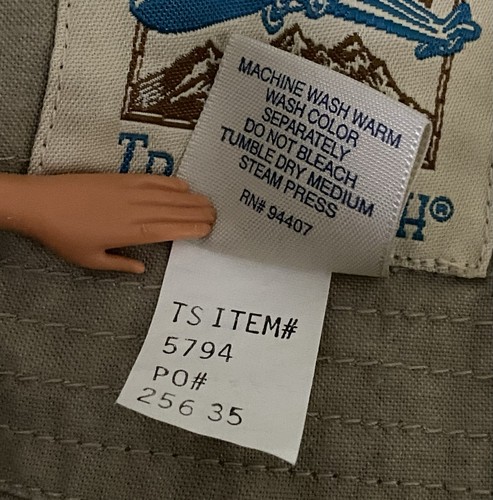 MACHINE WASH WARM
WASH COLOR
SEPARATELY
DO NOT BLEACH
TUMBLE DRY MEDIUM
STEAM PRESS
RN# 94407
TS ITEM#
5794
PO#
256 35